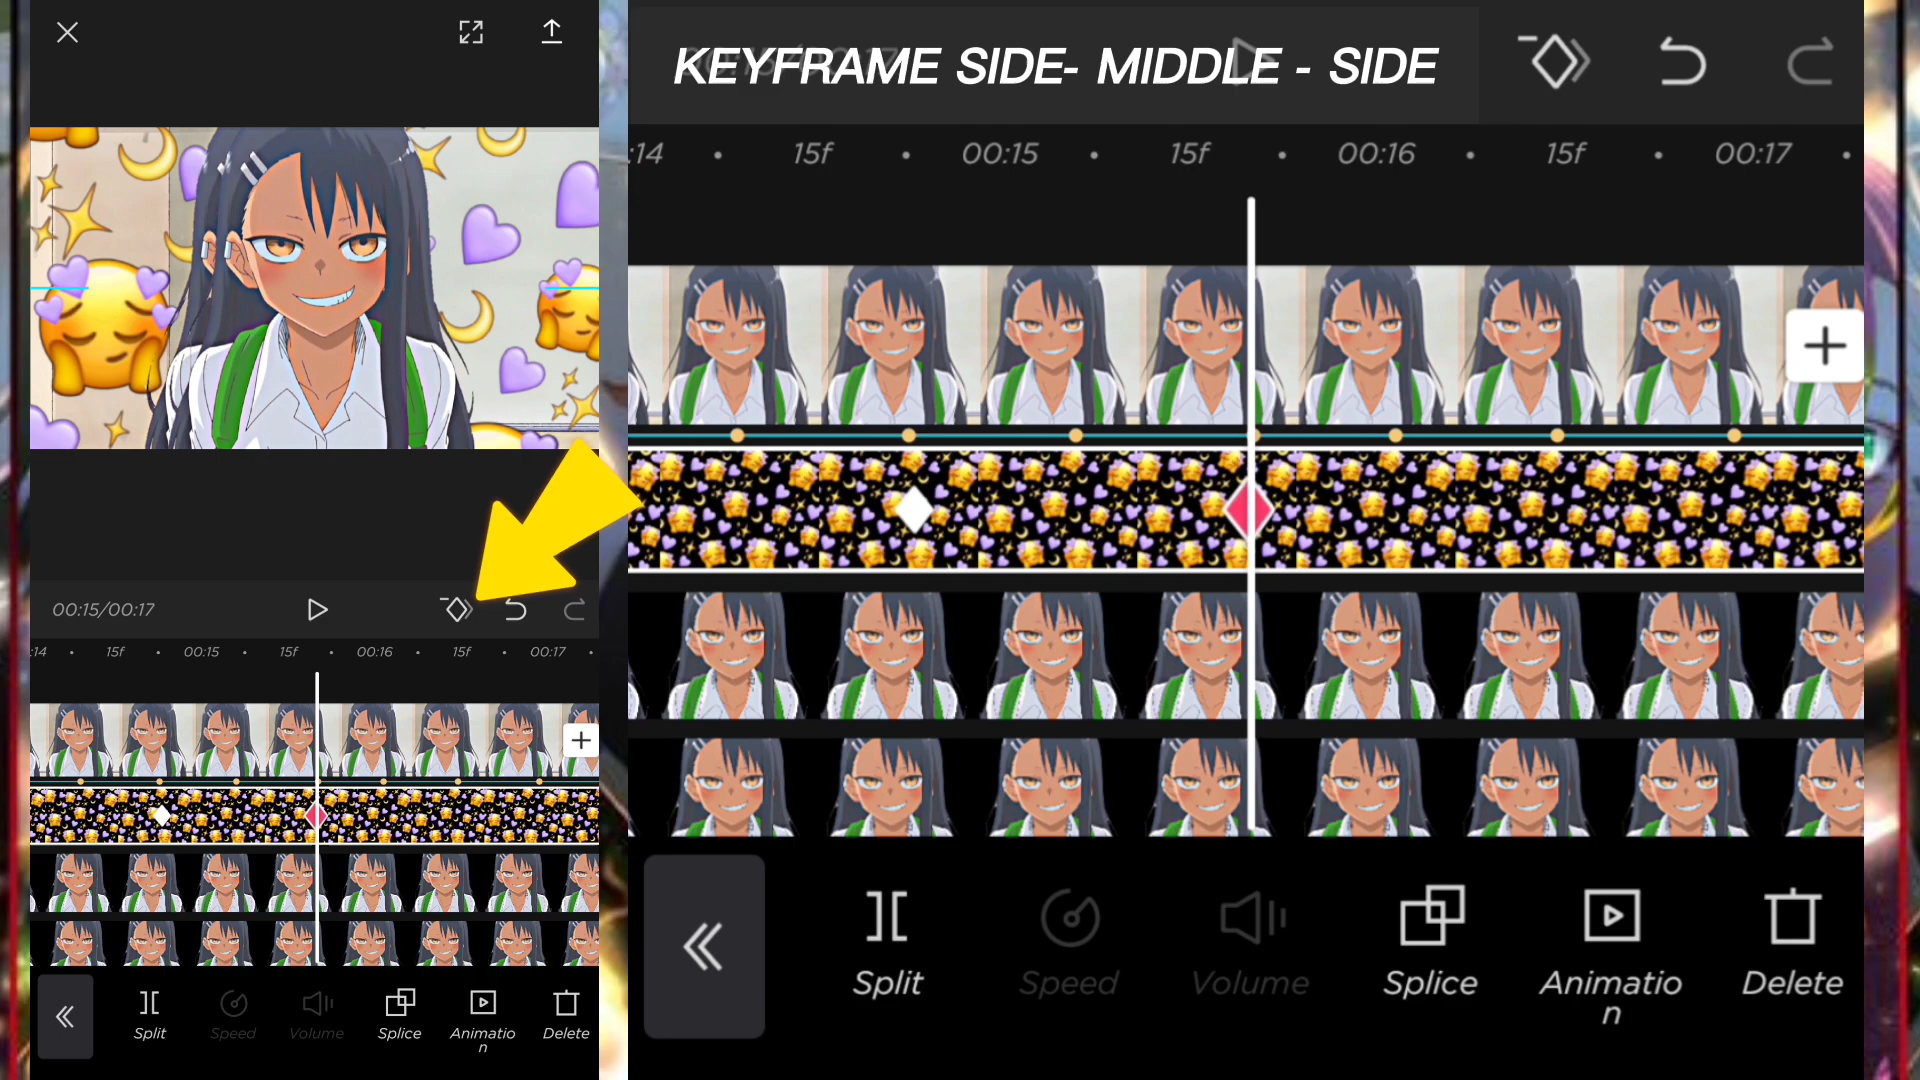 KEYFRAME SIDE- MIDDLE - SIDE
00:15/00:17
:14 15f 00:15 15f 00:16 15f 00:17
Split Speed Volume Splice Animatio
n
Delete
:14 15f 00:15 15f 00:16 15f 00:17
Split Speed Volume Splice Animatio
n
Delete